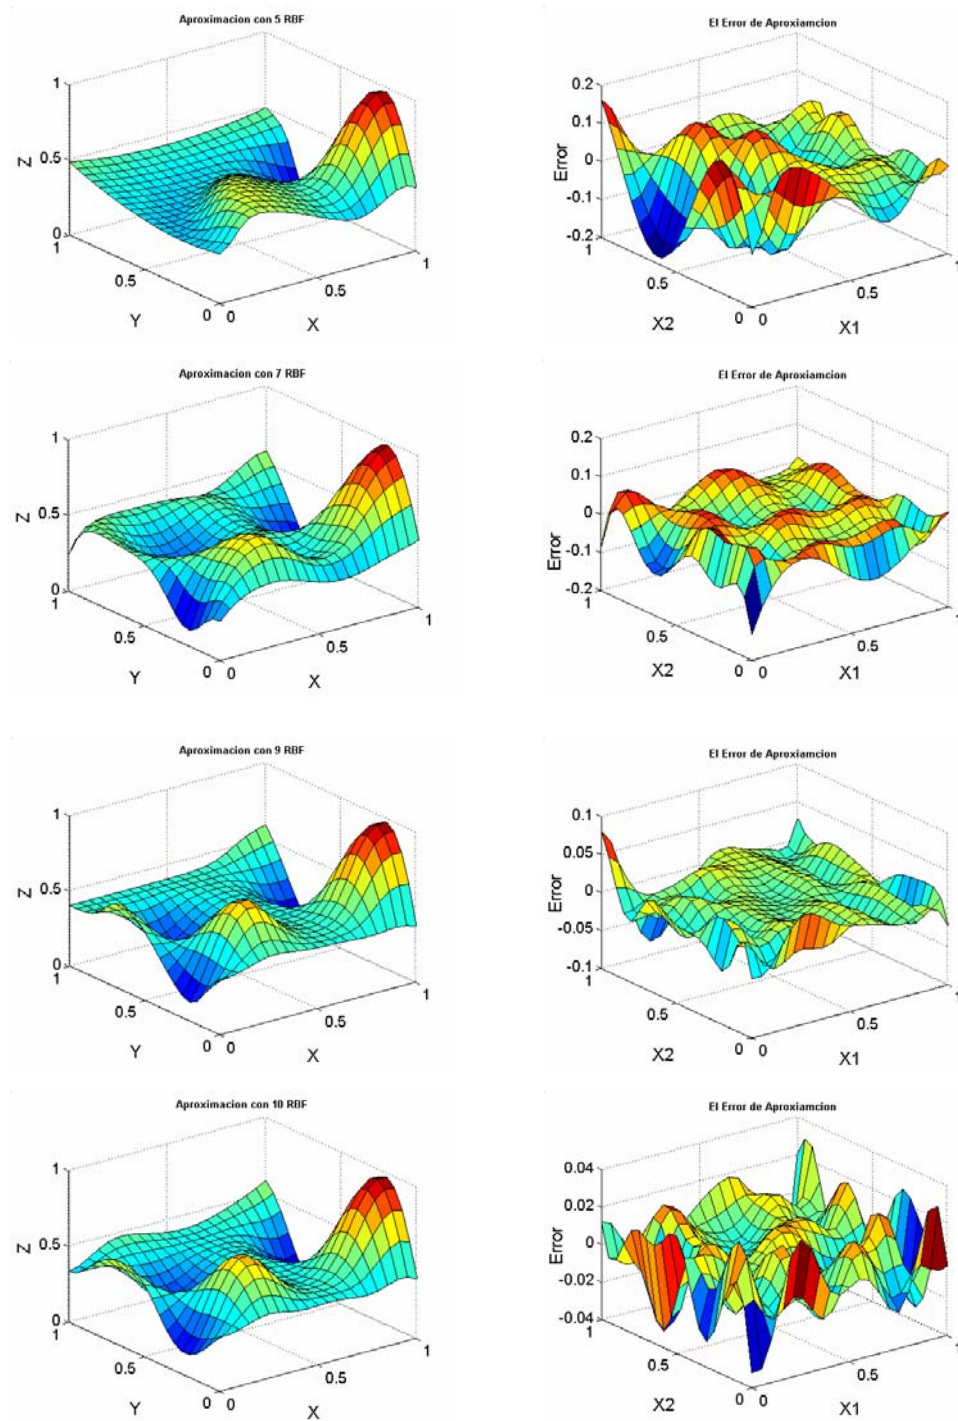 Aproximacion con 5 RBF
El Error de Aproxiamcion
1
0.5
0
Z
1
0.5
0
Y
0
0.5
1
X
0.2
0.1
0
-0.1
-0.2
Error
1
0.5
0
X2
0
0.5
1
X1
Aproximacion con 7 RBF
El Error de Aproxiamcion
1
0.5
0
Z
1
0.5
0
Y
0
0.5
1
X
0.2
0.1
0
-0.1
-0.2
Error
1
0.5
0
X2
0
0.5
1
X1
Aproximacion con 9 RBF
El Error de Aproxiamcion
1
0.5
0
Z
1
0.5
0
Y
0
0.5
1
X
0.1
0.05
0
-0.05
-0.1
Error
1
0.5
0
X2
0
0.5
1
X1
Aproximacion con 10 RBF
El Error de Aproxiamcion
1
0.5
0
Z
1
0.5
0
Y
0
0.5
1
X
0.04
0.02
0
-0.02
-0.04
Error
1
0.5
0
X2
0
0.5
1
X1